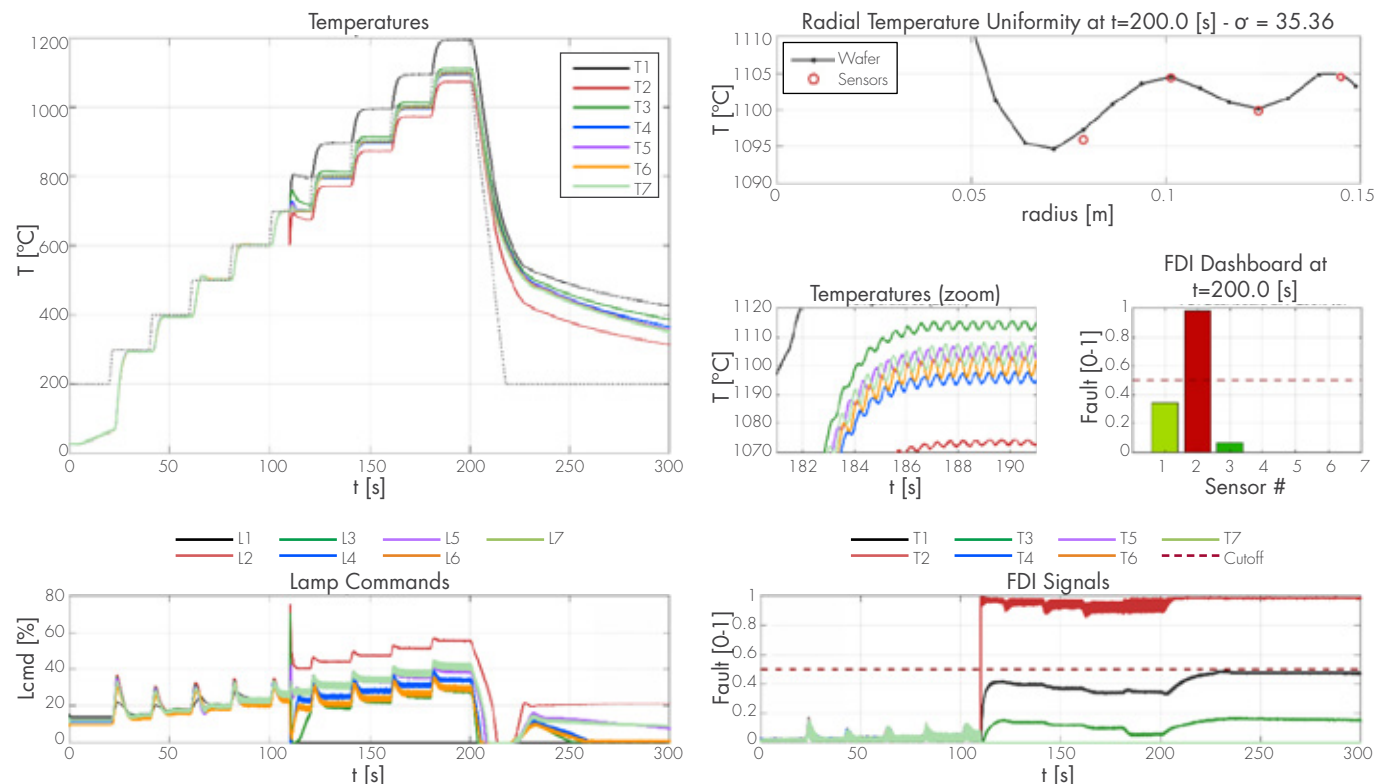 Temperatures
1200
1000
800
600
400
200
0
T [°C]
T1
T2
T3
T4
T5
T6
T7
0 50 100 150 200 250 300
t [s]
Radial Temperature Uniformity at t=200.0 [s] - σ = 35.36
1110
1105
1100
1095
1090
T [°C]
Wafer
Sensors
0 0.05 0.1 0.15
radius [m]
Temperatures (zoom)
1120
1110
1100
1090
1080
1070
T [°C]
182 184 186 188 190
t [s]
FDI Dashboard at
t=200.0 [s]
1
0.8
0.6
0.4
0.2
0
Fault [0-1]
1 2 3 4 5 6 7
Sensor #
L1 L3 L5 L7
L2 L4 L6
Lamp Commands
80
60
40
20
0
Lcmd [%]
0 50 100 150 200 250 300
t [s]
T1 T3 T5 T7
T2 T4 T6 Cutoff
FDI Signals
1
0.8
0.6
0.4
0.2
0
Fault [0-1]
0 50 100 150 200 250 300
t [s]